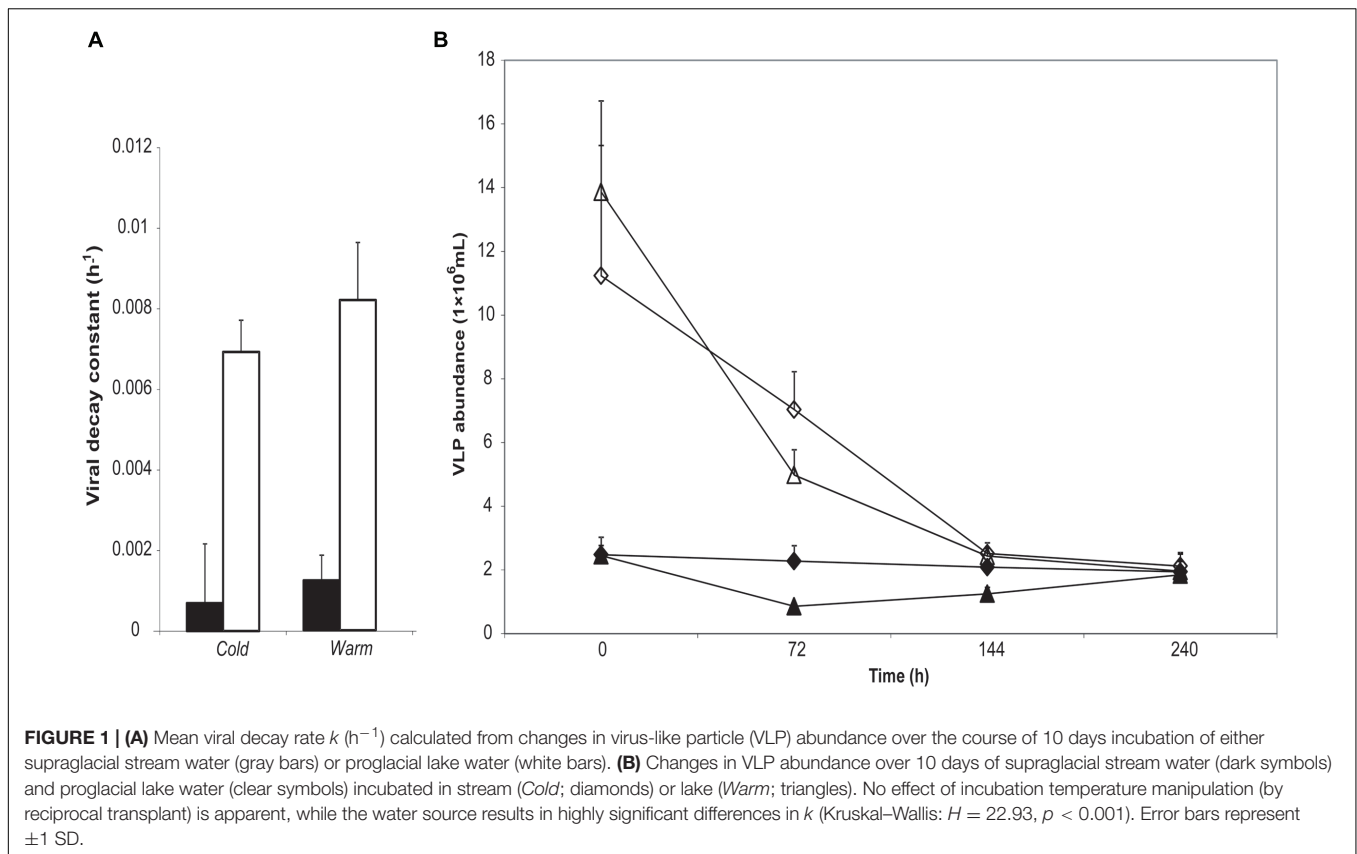 A
B
0.012
0.01
0.008
0.006
0.004
0.002
0
Viral decay constant (h-1)
Cold
Warm
18
16
14
12
10
8
6
4
2
0
VLP abundance (1×10⁶mL)
0
72
144
240
Time (h)
FIGURE 1 | (A) Mean viral decay rate k (h−1) calculated from changes in virus-like particle (VLP) abundance over the course of 10 days incubation of either
supraglacial stream water (gray bars) or proglacial lake water (white bars). (B) Changes in VLP abundance over 10 days of supraglacial stream water (dark symbols)
and proglacial lake water (clear symbols) incubated in stream (Cold; diamonds) or lake (Warm; triangles). No effect of incubation temperature manipulation (by
reciprocal transplant) is apparent, while the water source results in highly significant differences in k (Kruskal–Wallis: H = 22.93, p < 0.001). Error bars represent
±1 SD.